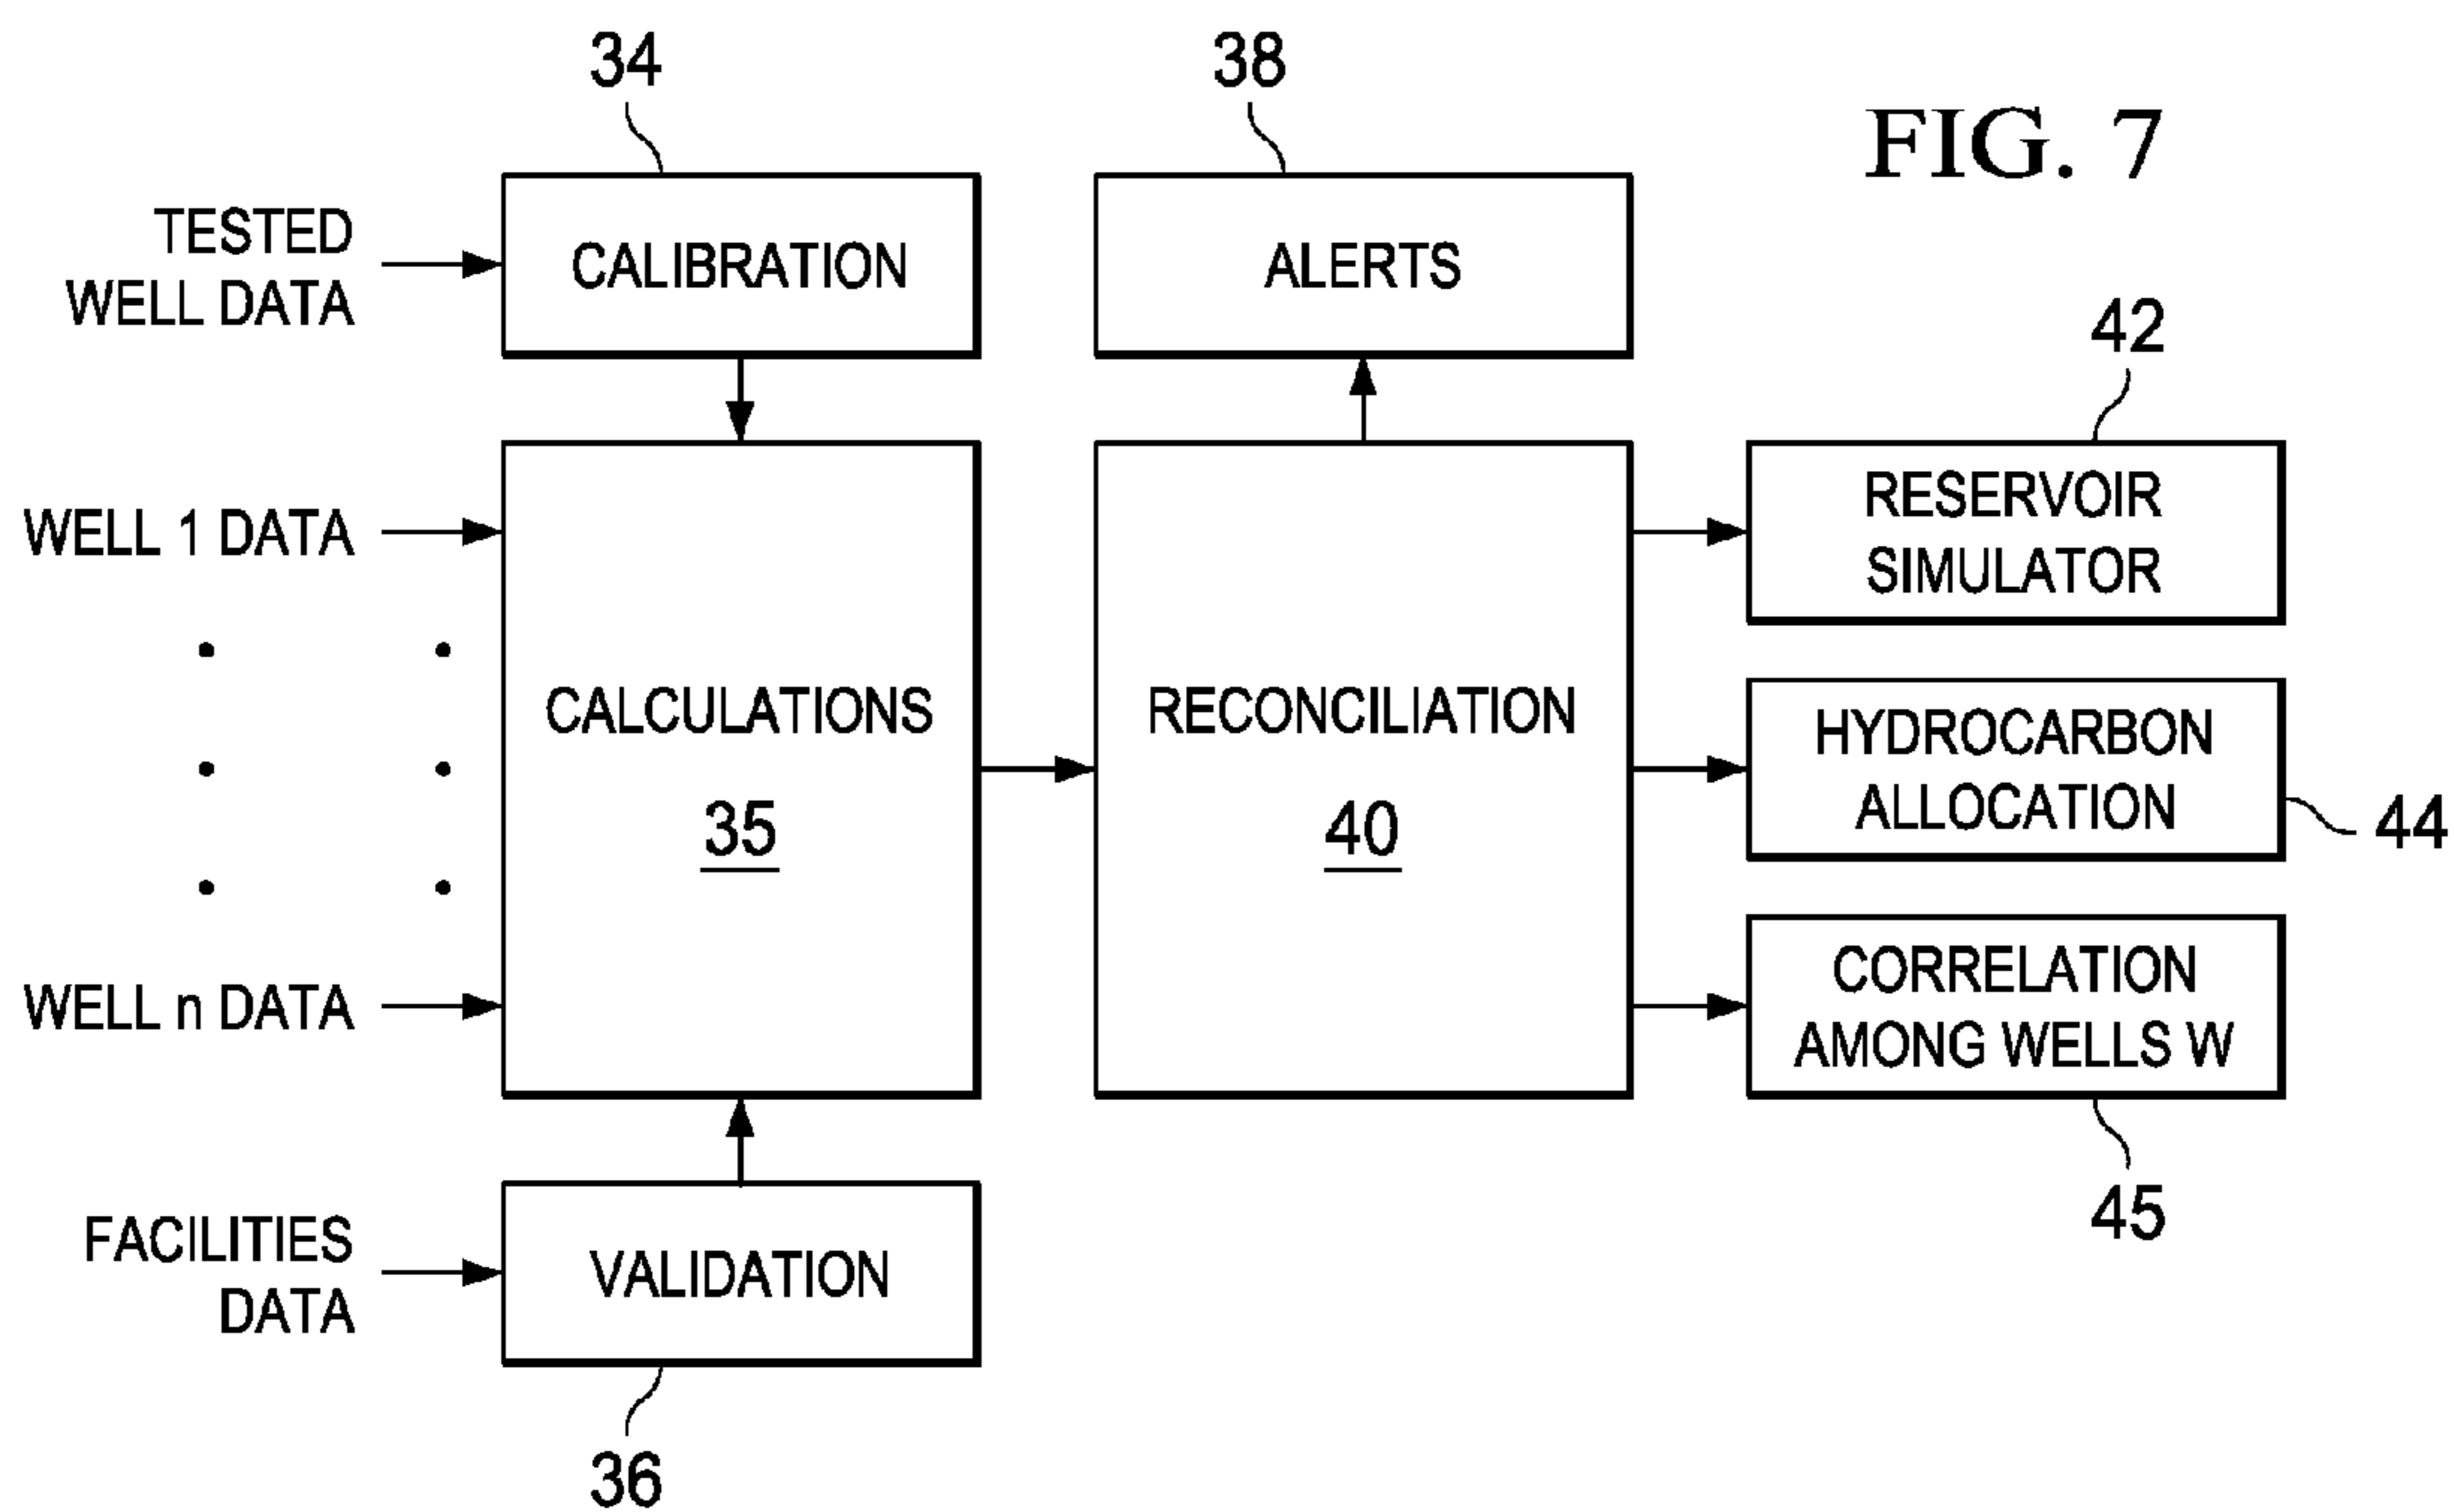 34
38
FIG. 7
TESTED
WELL DATA
CALIBRATION
ALERTS
42
WELL 1 DATA
RESERVOIR
SIMULATOR
CALCULATIONS
35
RECONCILIATION
40
HYDROCARBON
ALLOCATION
44
WELL n DATA
CORRELATION
AMONG WELLS W
45
FACILITIES
DATA
VALIDATION
36